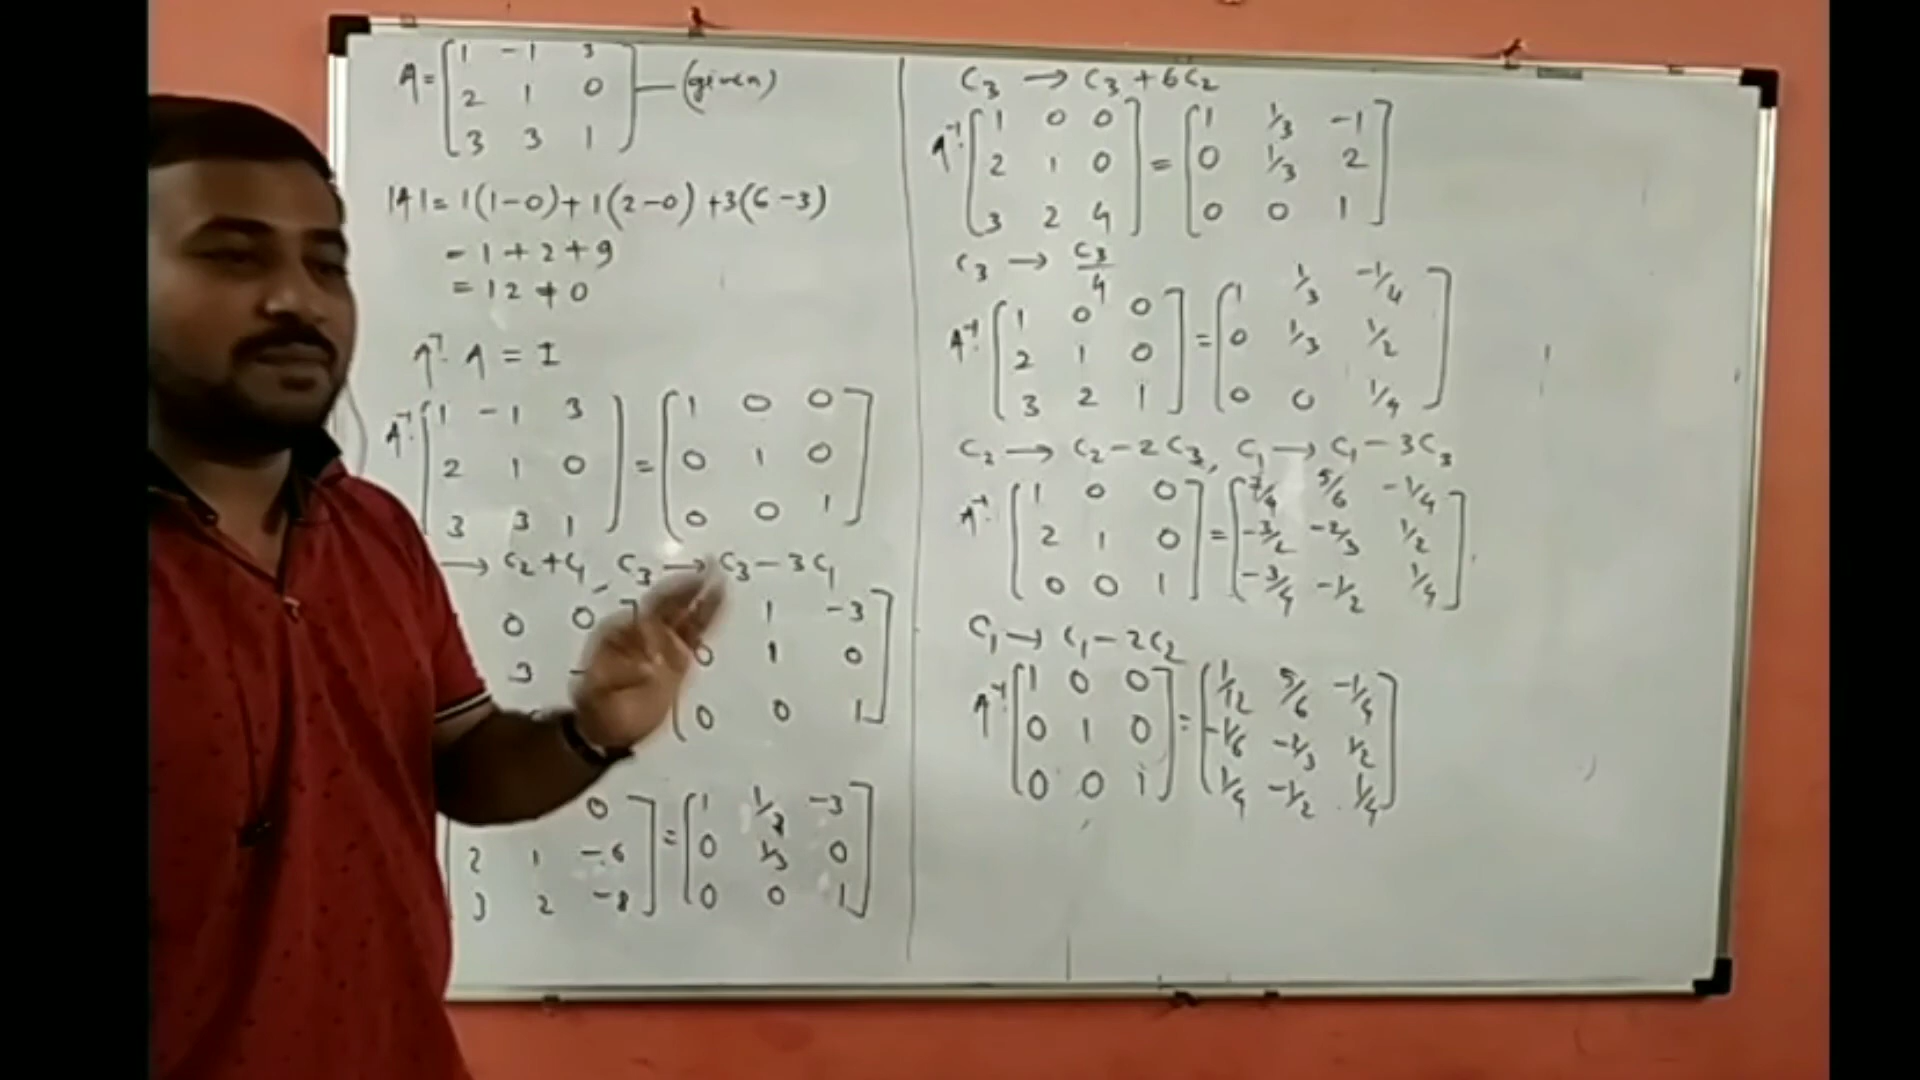 A = [ 1 -1 3
2 1 0 — (given)
3 3 1 ]
|A| = 1(1-0)+1(2-0)+3(6-3)
= 1+2+9
= 12 ≠ 0
A⁻¹. A = I
A⁻¹. [ 1 -1 3 ] [ 1 0 0 ]
[ 2 1 0 ] = [ 0 1 0 ]
[ 3 3 1 ] [ 0 0 1 ]
→ C₂+C₁, C₃ → C₃-3C₁
0 0 ] 1 -3 ]
3 0 1 0 ]
[ 0 0 1 ]
0 ] [ 1 1/3 -3 ]
2 1 -6 ] = [ 0 1/3 0 ]
3 2 -8 ] [ 0 0 1 ]
C₃ → C₃+6C₂
A⁻¹. [ 1 0 0 ] [ 1 1/3 -1 ]
[ 2 1 0 ] = [ 0 1/3 2 ]
[ 3 2 4 ] [ 0 0 1 ]
C₃ → C₃/4
A⁻¹. [ 1 0 0 ] [ 1 1/3 -1/4 ]
[ 2 1 0 ] = [ 0 1/3 1/2 ]
[ 3 2 1 ] [ 0 0 1/4 ]
C₂ → C₂-2C₃, C₁ → C₁-3C₃
A⁻¹. [ 1 0 0 ] [ 7/4 5/6 -1/4 ]
[ 2 1 0 ] = [ -3/2 -2/3 1/2 ]
[ 0 0 1 ] [ -3/4 -1/2 1/4 ]
C₁ → C₁-2C₂
A⁻¹. [ 1 0 0 ] [ 1/12 5/6 -1/4 ]
[ 0 1 0 ] = [ -1/6 -2/3 1/2 ]
[ 0 0 1 ] [ 1/4 -1/2 1/4 ]